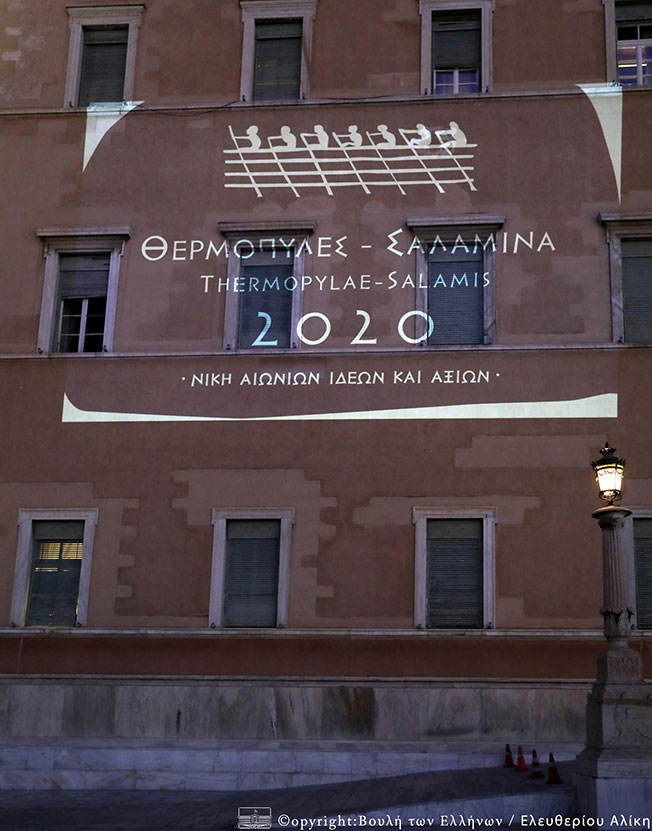 ΘΕΡΜΟΠΥΛΕΣ - ΣΑΛΑΜΙΝΑ
THERMOPYLAE-SALAMIS
2020
· ΝΙΚΗ ΑΙΩΝΙΩΝ ΙΔΕΩΝ ΚΑΙ ΑΞΙΩΝ ·
©opyright:Βουλή των Ελλήνων / Ελευθερίου Αλίκη